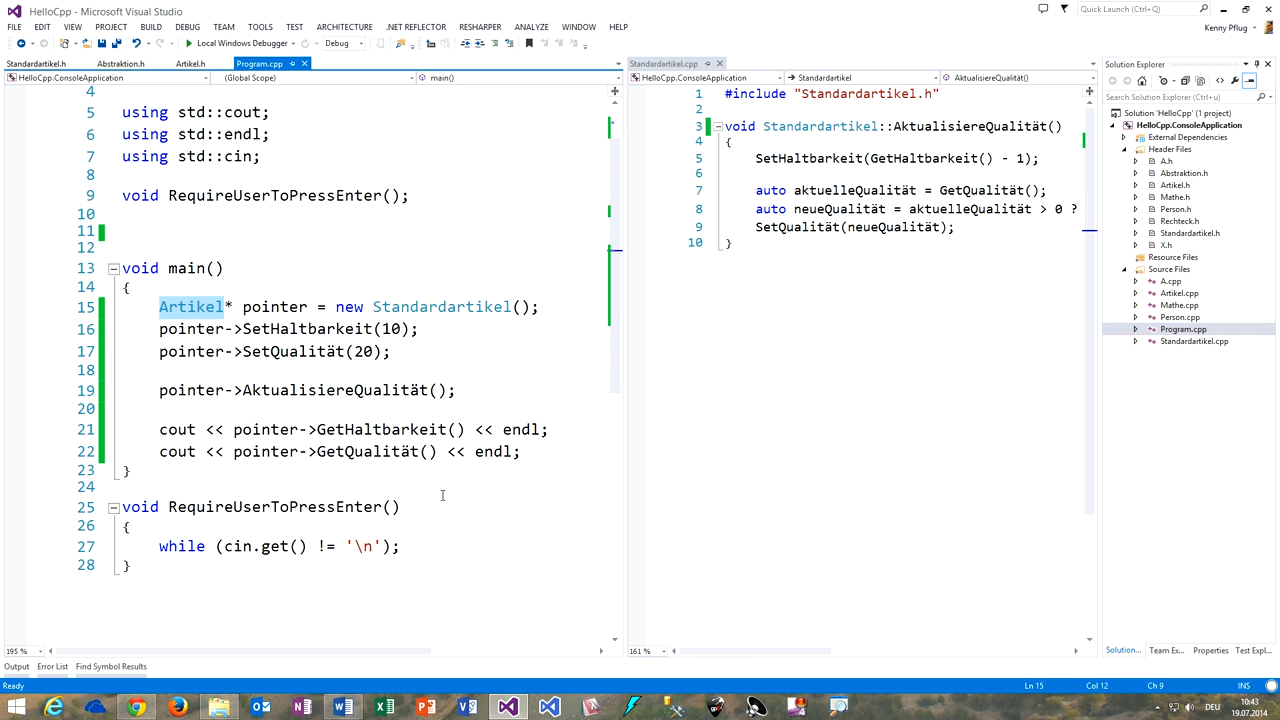 HelloCpp - Microsoft Visual Studio
Quick Launch (Ctrl+Q)
FILE EDIT VIEW PROJECT BUILD DEBUG TEAM TOOLS TEST ARCHITECTURE .NET REFLECTOR RESHARPER ANALYZE WINDOW HELP
Kenny Pflug
Local Windows Debugger Debug
Standardartikel.h Abstraktion.h Artikel.h Program.cpp
HelloCpp.ConsoleApplication (Global Scope) main()
4
5 using std::cout;
6 using std::endl;
7 using std::cin;
8
9 void RequireUserToPressEnter();
10
11
12
13 void main()
14 {
15 Artikel* pointer = new Standardartikel();
16 pointer->SetHaltbarkeit(10);
17 pointer->SetQualität(20);
18
19 pointer->AktualisiereQualität();
20
21 cout << pointer->GetHaltbarkeit() << endl;
22 cout << pointer->GetQualität() << endl;
23 }
24
25 void RequireUserToPressEnter()
26 {
27 while (cin.get() != '\n');
28 }
195 %
Standardartikel.cpp
HelloCpp.ConsoleApplication Standardartikel AktualisiereQualität()
1 #include "Standardartikel.h"
2
3 void Standardartikel::AktualisiereQualität()
4 {
5 SetHaltbarkeit(GetHaltbarkeit() - 1);
6
7 auto aktuelleQualität = GetQualität();
8 auto neueQualität = aktuelleQualität > 0 ?
9 SetQualität(neueQualität);
10 }
161 %
Solution Explorer
Search Solution Explorer (Ctrl+ü)
Solution 'HelloCpp' (1 project)
HelloCpp.ConsoleApplication
External Dependencies
Header Files
A.h
Abstraktion.h
Artikel.h
Mathe.h
Person.h
Rechteck.h
Standardartikel.h
X.h
Resource Files
Source Files
A.cpp
Artikel.cpp
Mathe.cpp
Person.cpp
Program.cpp
Standardartikel.cpp
Solution... Team Ex... Properties Test Expl...
Output Error List Find Symbol Results
Ready Ln 15 Col 12 Ch 9 INS
DEU 10:43
19.07.2014